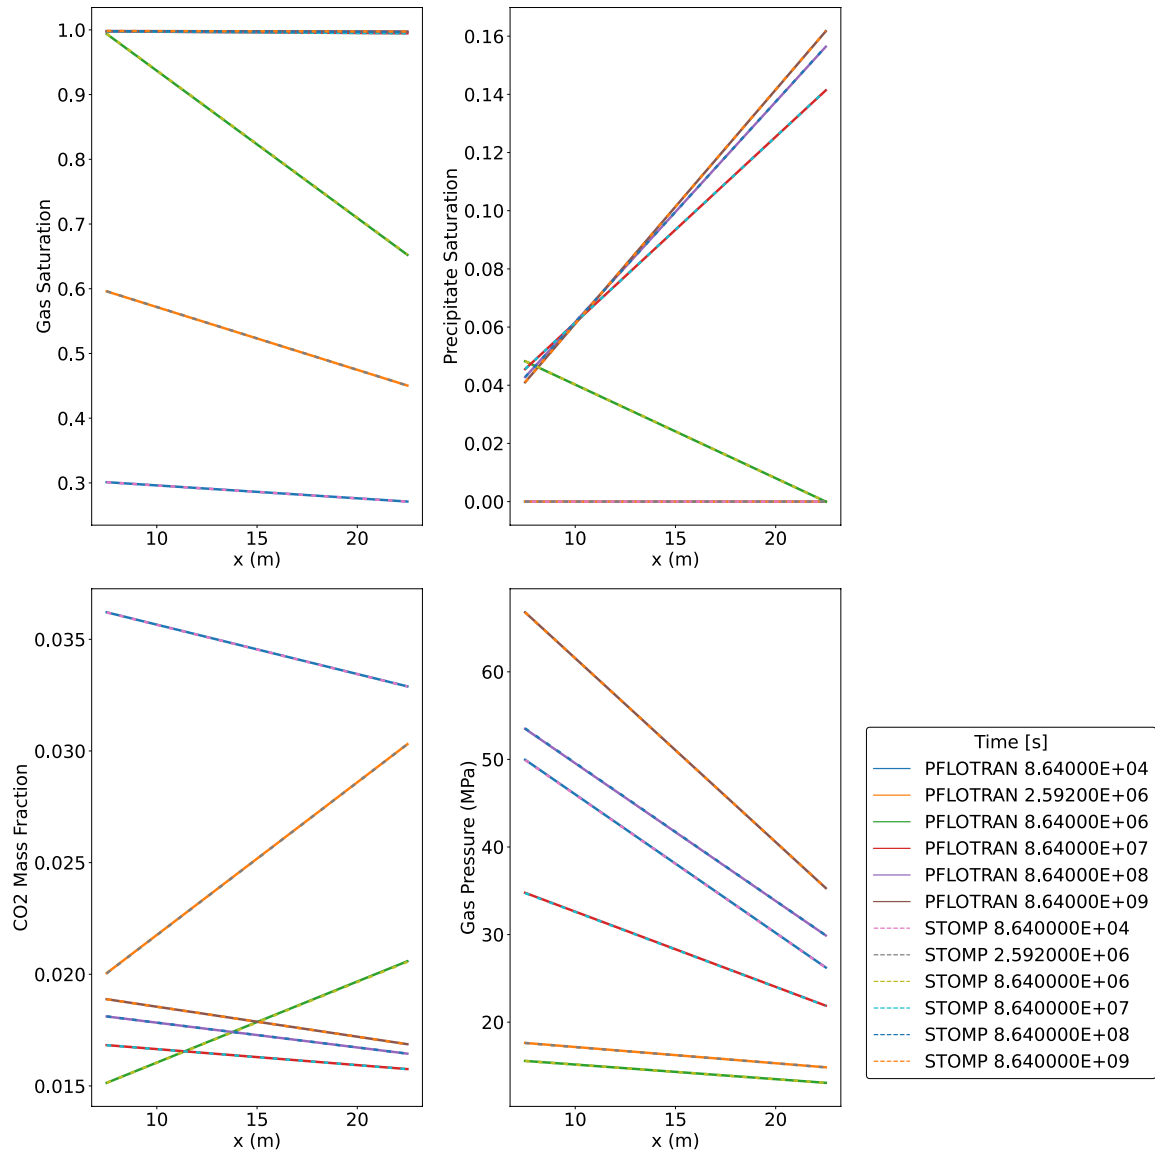 1.0
0.9
0.8
0.7
0.6
0.5
0.4
0.3
Gas Saturation
10
15
20
x (m)
0.16
0.14
0.12
0.10
0.08
0.06
0.04
0.02
0.00
Precipitate Saturation
10
15
20
x (m)
0.035
0.030
0.025
0.020
0.015
CO2 Mass Fraction
10
15
20
x (m)
60
50
40
30
20
Gas Pressure (MPa)
10
15
20
x (m)
Time [s]
PFLOTRAN 8.64000E+04
PFLOTRAN 2.59200E+06
PFLOTRAN 8.64000E+06
PFLOTRAN 8.64000E+07
PFLOTRAN 8.64000E+08
PFLOTRAN 8.64000E+09
STOMP 8.640000E+04
STOMP 2.592000E+06
STOMP 8.640000E+06
STOMP 8.640000E+07
STOMP 8.640000E+08
STOMP 8.640000E+09